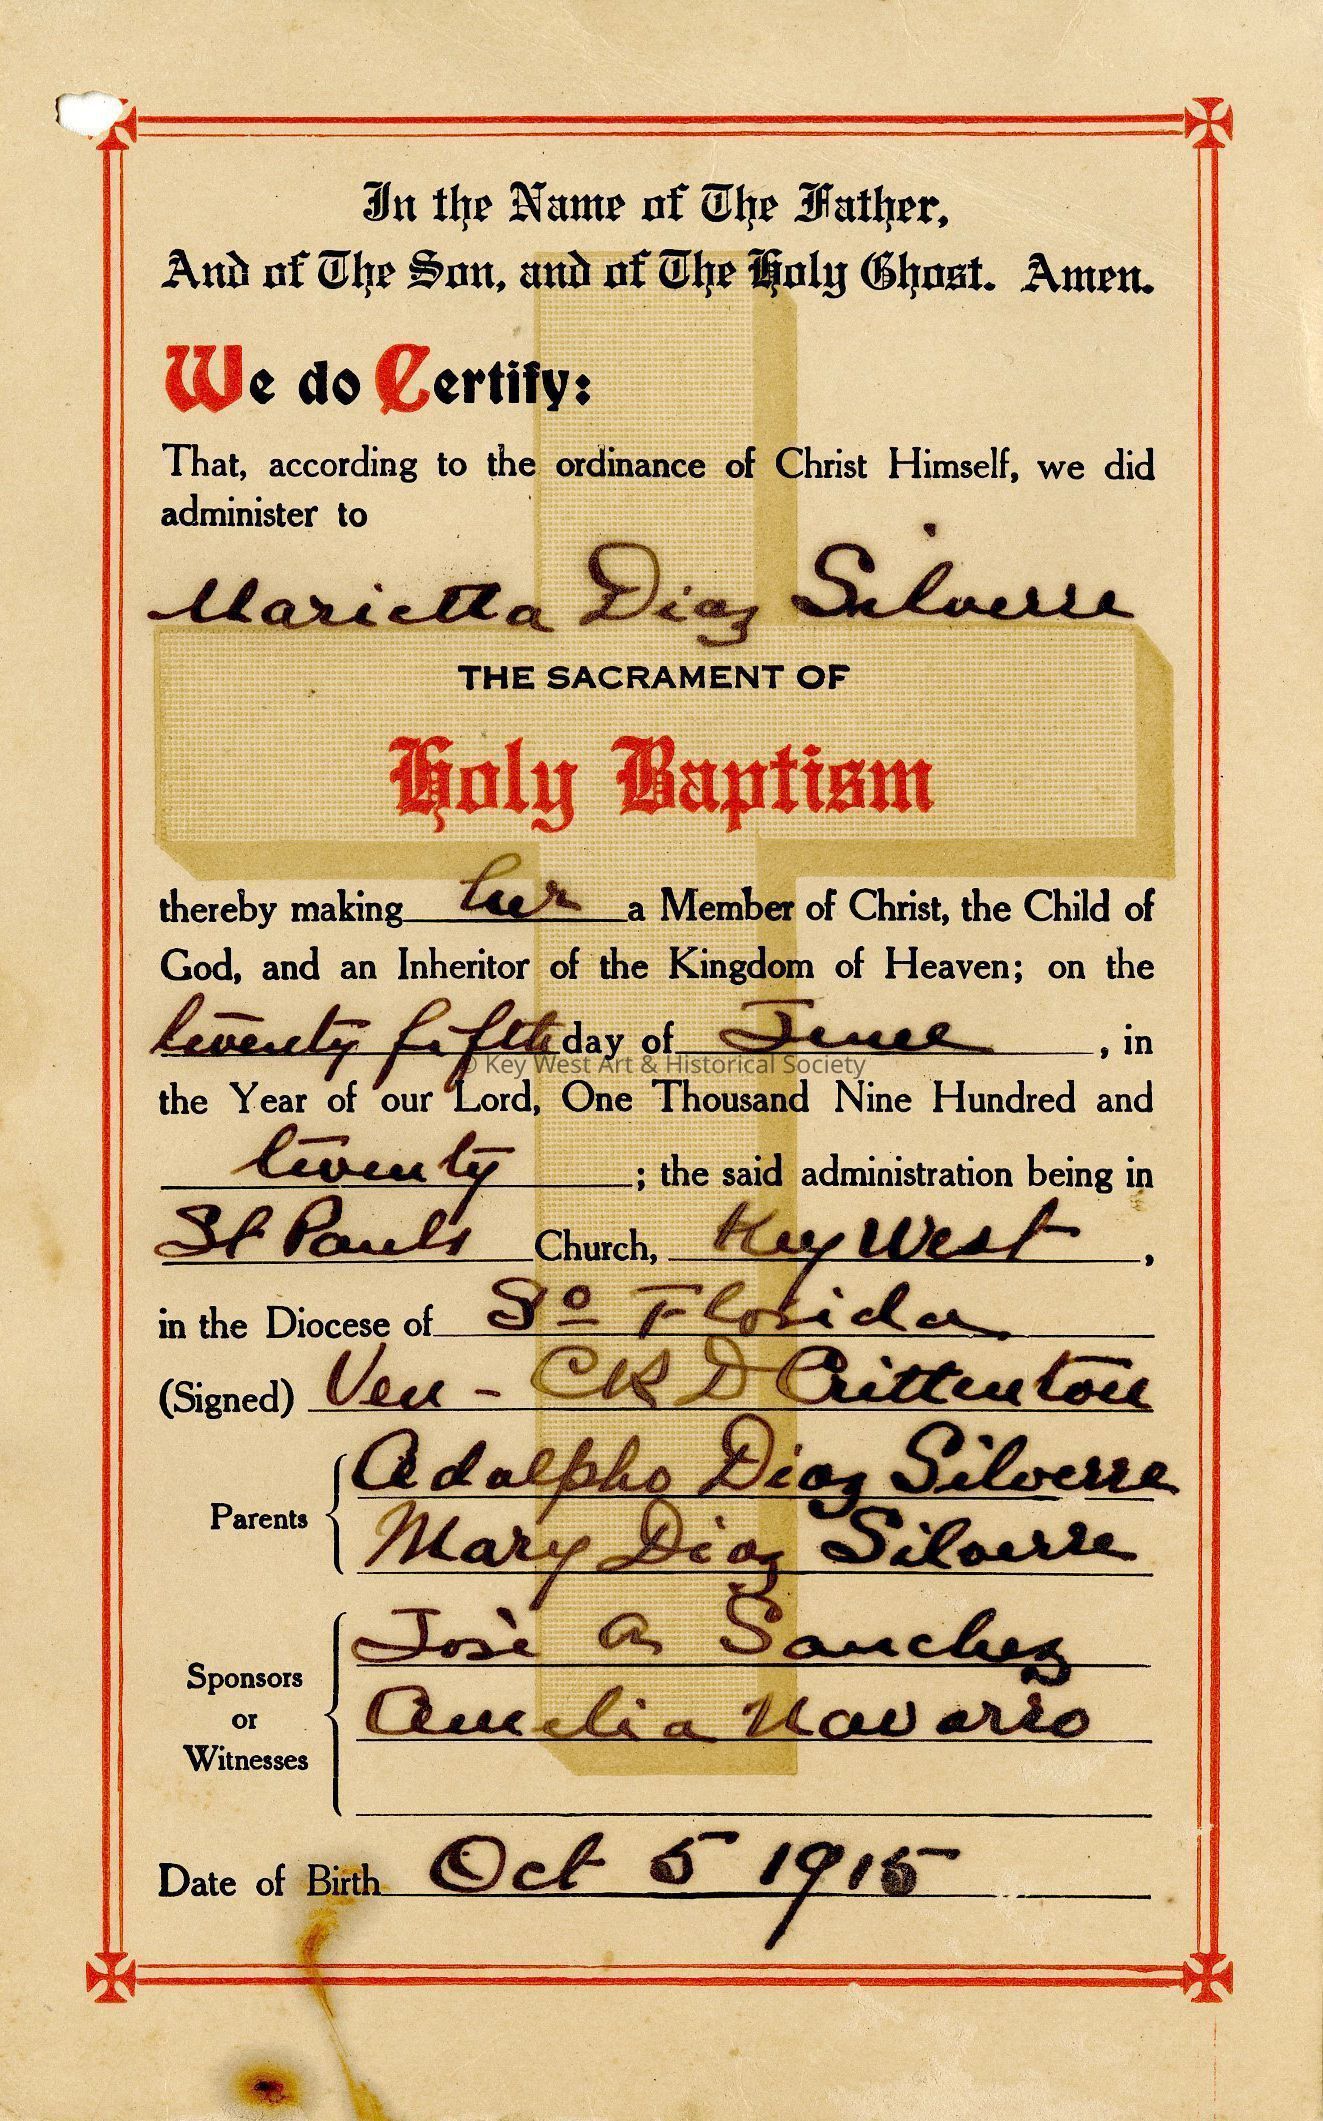 In the Name of The Father,
And of The Son, and of The Holy Ghost. Amen.
We do Certify:
That, according to the ordinance of Christ Himself, we did
administer to
Marietta Diaz Silverre
THE SACRAMENT OF
Holy Baptism
thereby making her a Member of Christ, the Child of
God, and an Inheritor of the Kingdom of Heaven; on the
twenty fifth day of June, in
© Key West Art & Historical Society
the Year of our Lord, One Thousand Nine Hundred and
twenty; the said administration being in
St Pauls Church, Key West,
in the Diocese of So Florida
(Signed) Ven - CRD Crittenton
Parents
Adolpho Diaz Silverre
Mary Diaz Silverre
Sponsors
or
Witnesses
José A Sanchez
Amelia Navarro
Date of Birth Oct 5 1915